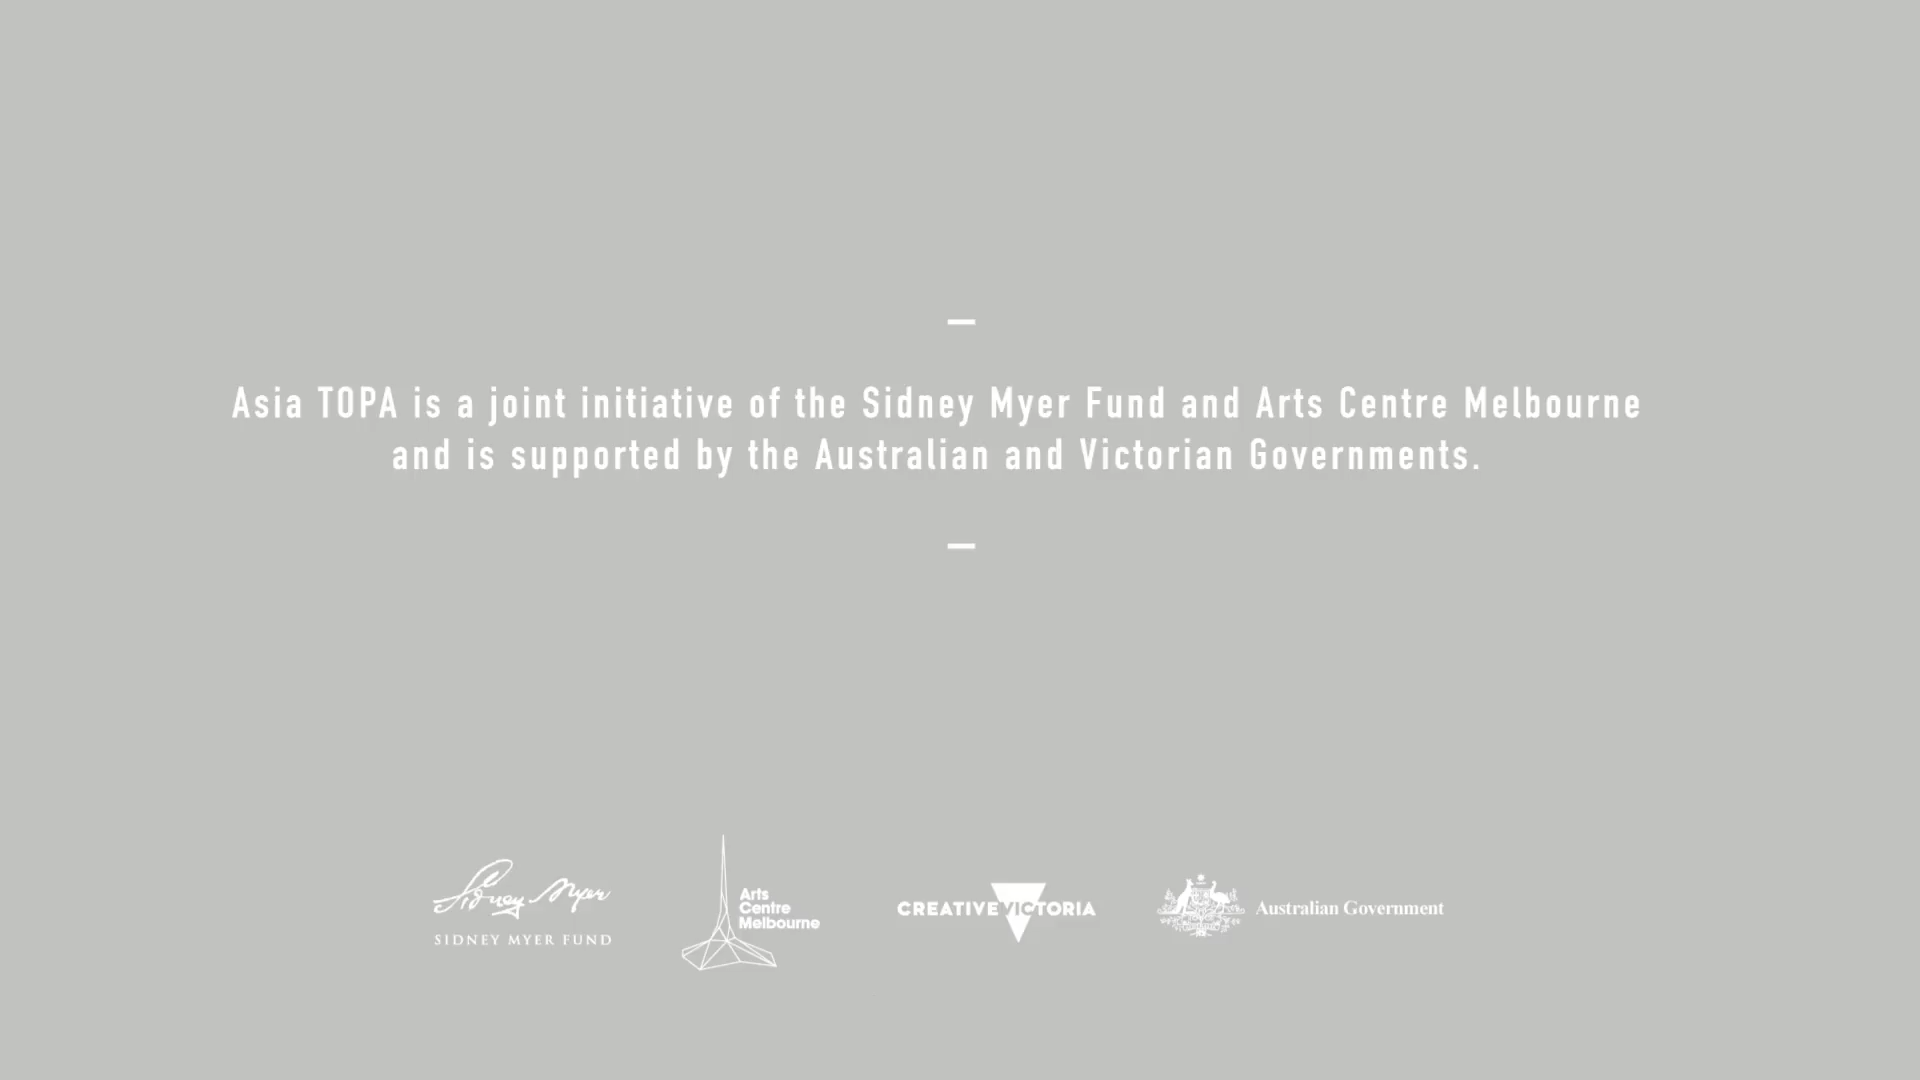 Asia TOPA is a joint initiative of the Sidney Myer Fund and Arts Centre Melbourne
and is supported by the Australian and Victorian Governments.
Sidney Myer
SIDNEY MYER FUND
Arts
Centre
Melbourne
CREATIVE VICTORIA
Australian Government